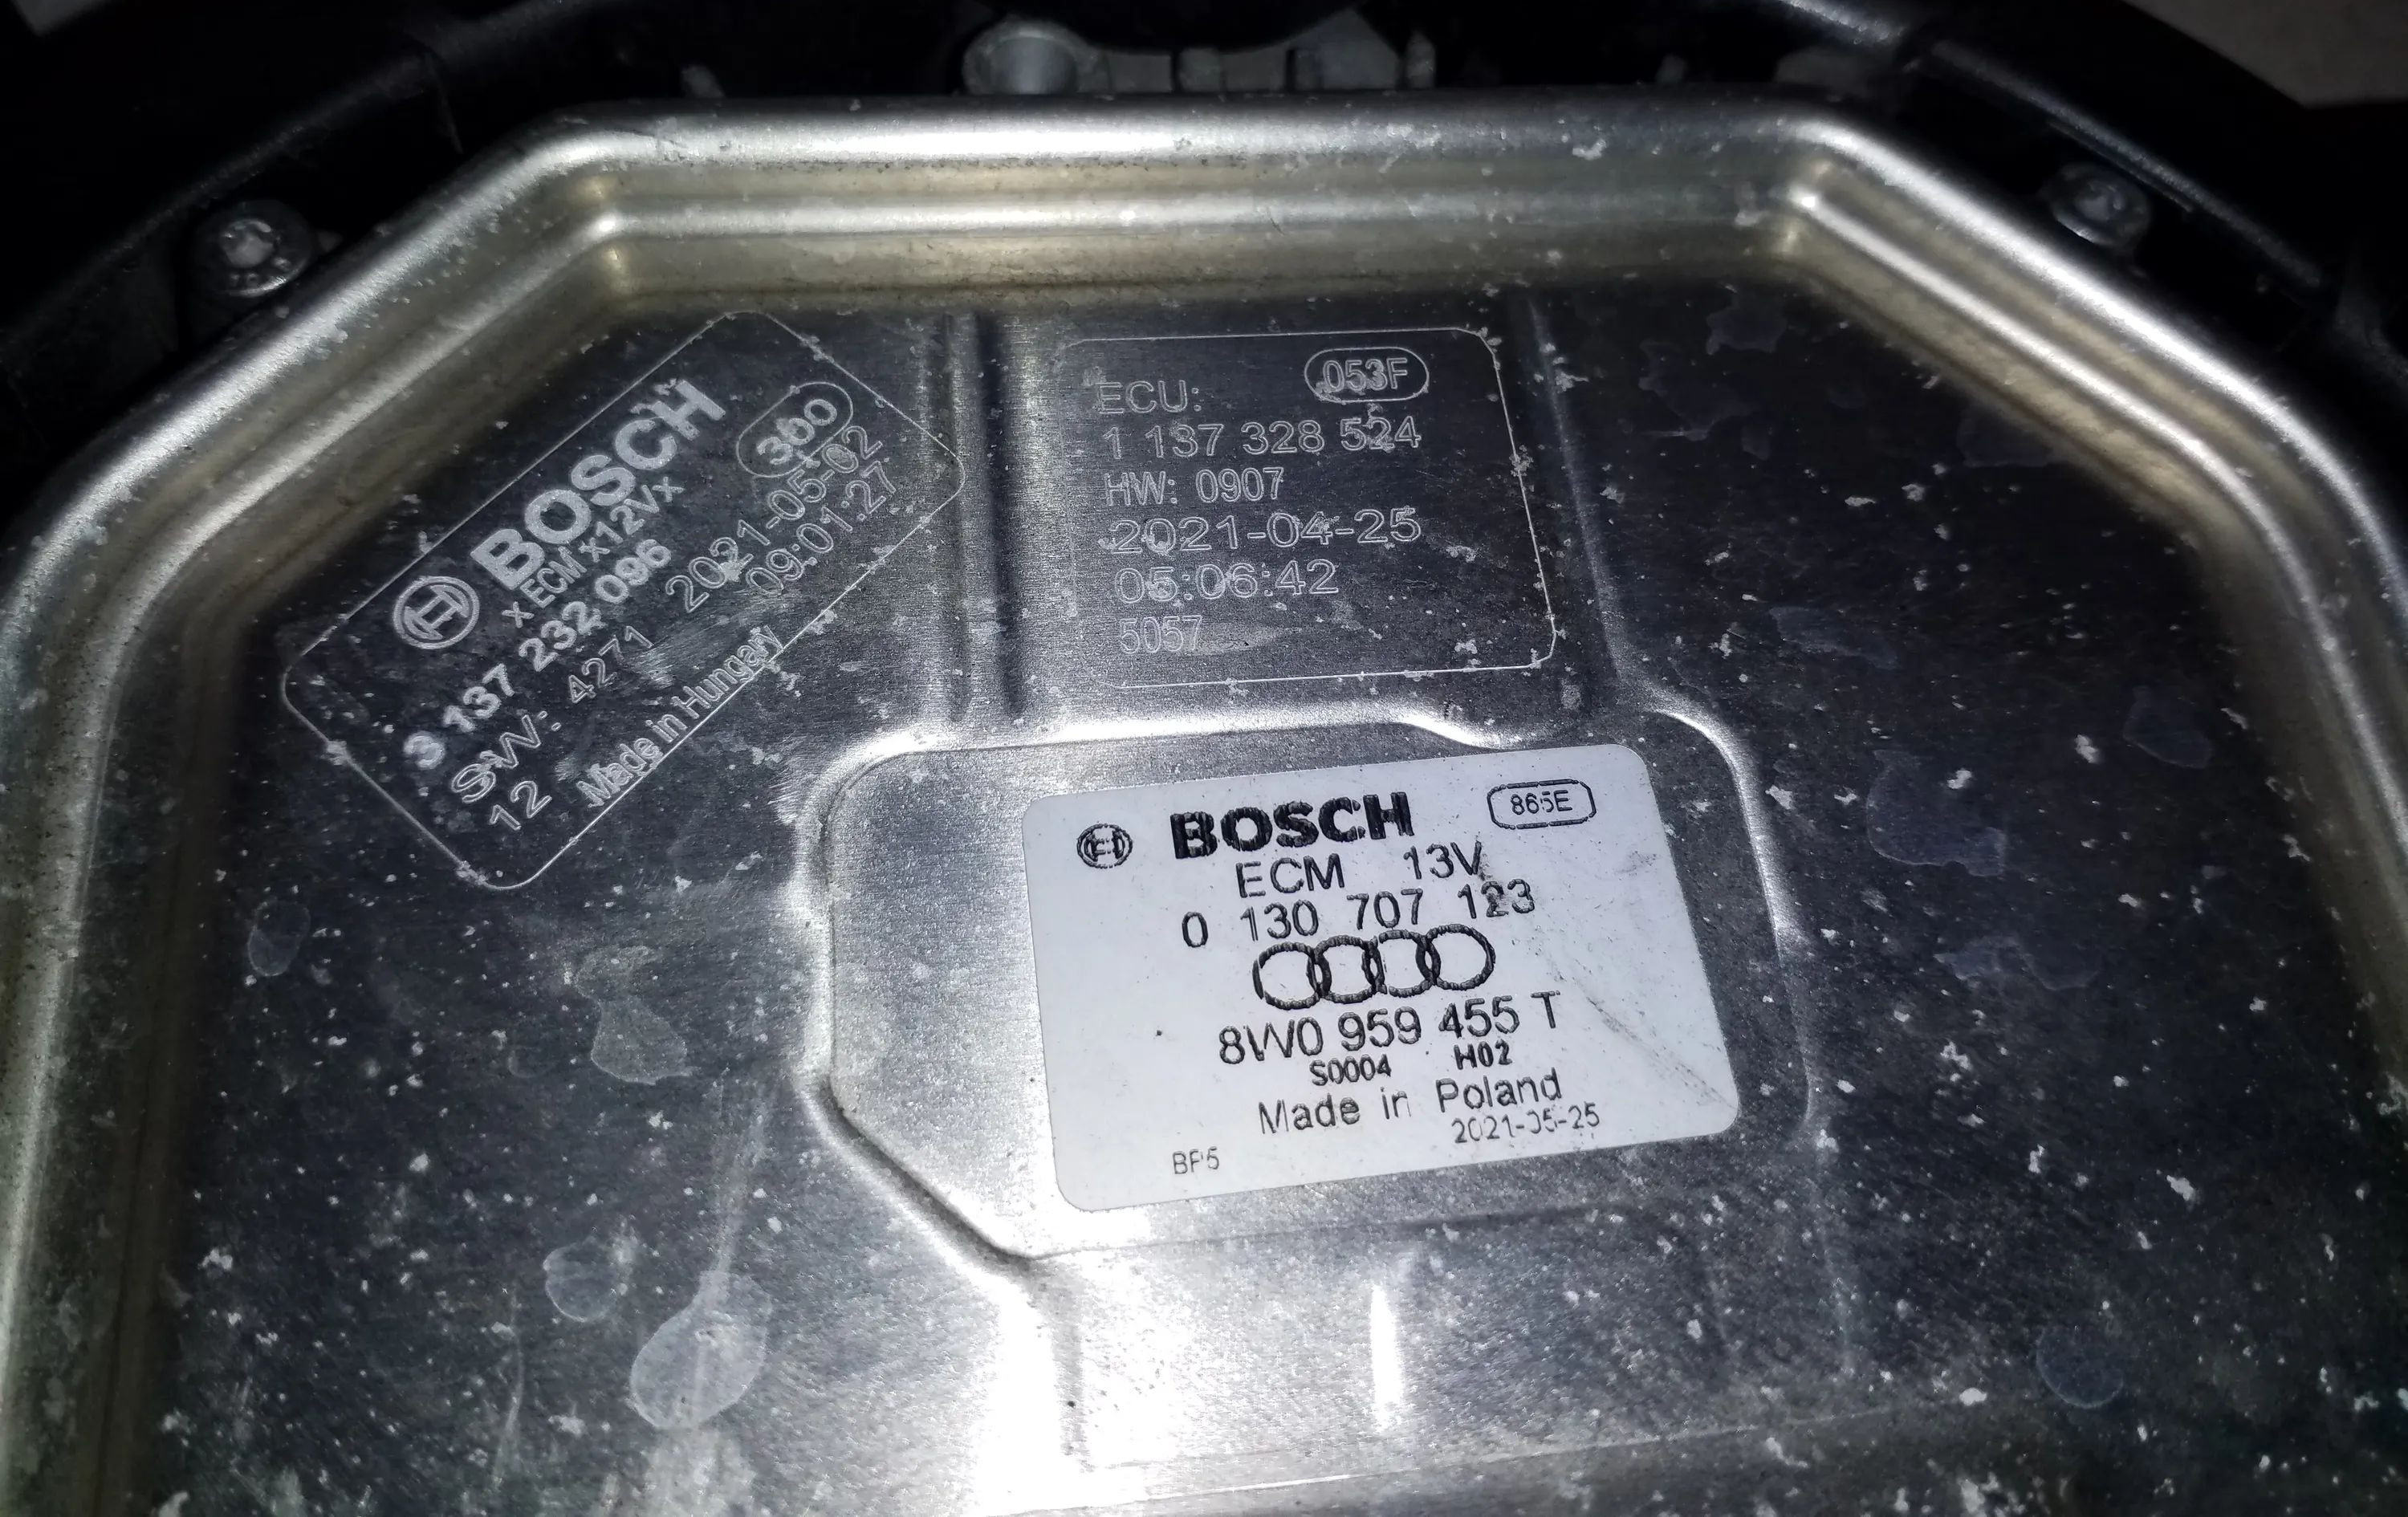 BOSCH
x ECM x12V x
3 137 232 096
360
SW: 4271 2021-05-02
12 09:01:27
Made in Hungary
ECU: 053F
1 137 328 524
HW: 0907
2021-04-25
05:06:42
5057
BOSCH 865E
ECM 13V
0 130 707 123
8W0 959 455 T
S0004 H02
Made in Poland
2021-05-25